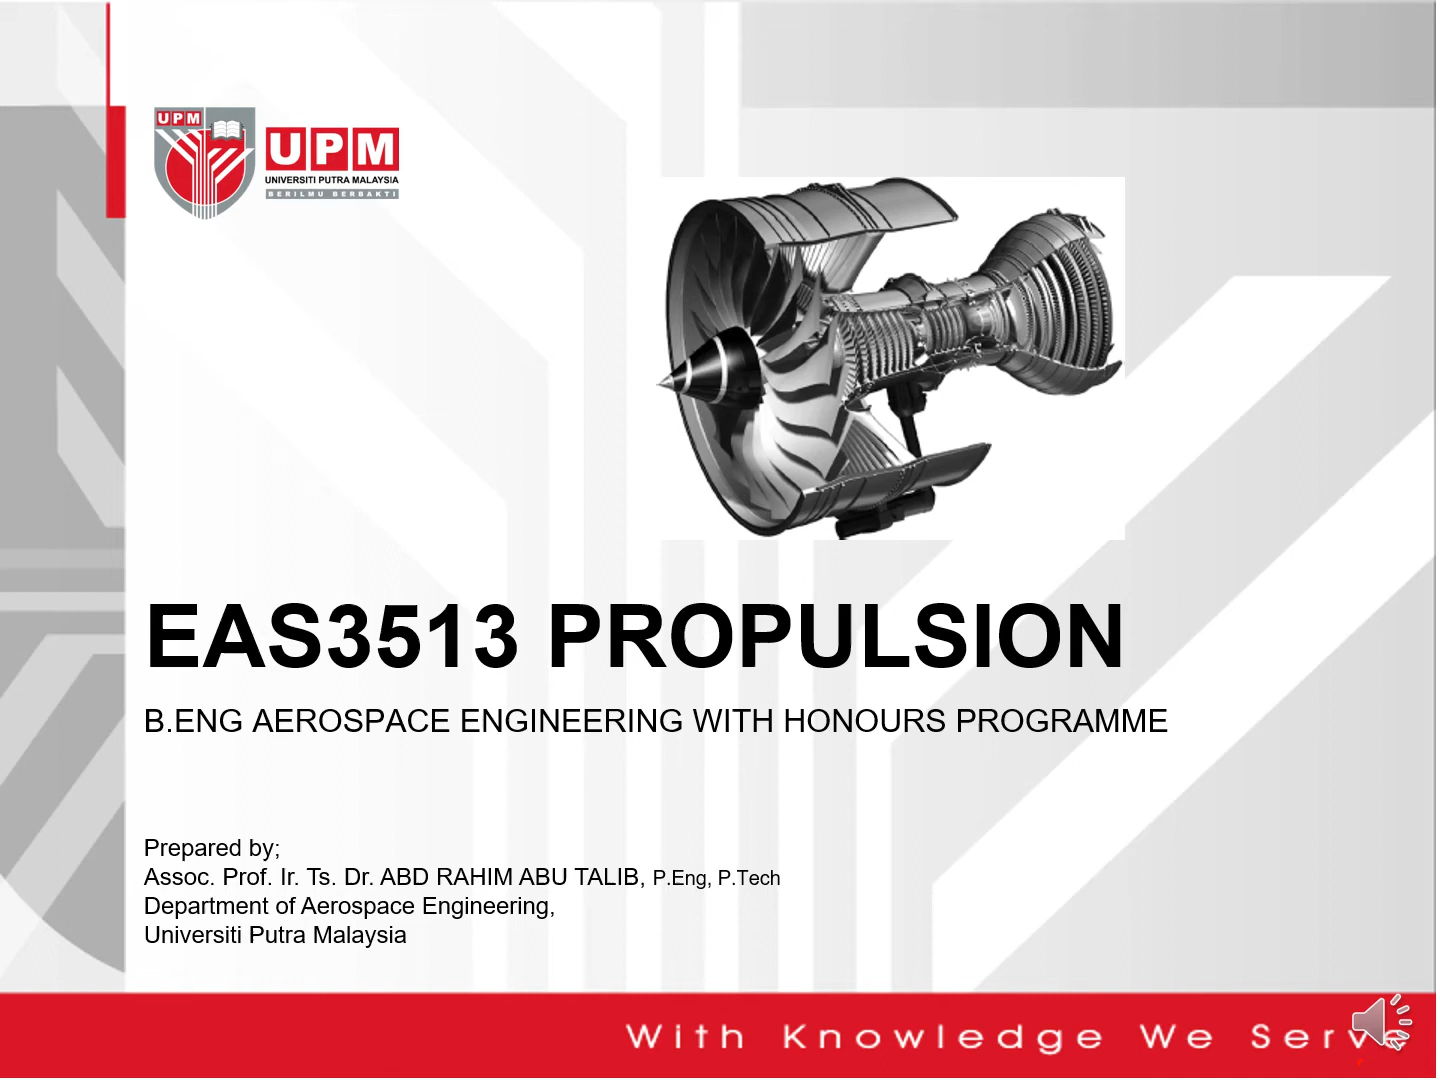 UPM
UPM
UNIVERSITI PUTRA MALAYSIA
BERILMU BERBAKTI
EAS3513 PROPULSION
B.ENG AEROSPACE ENGINEERING WITH HONOURS PROGRAMME
Prepared by;
Assoc. Prof. Ir. Ts. Dr. ABD RAHIM ABU TALIB, P.Eng, P.Tech
Department of Aerospace Engineering,
Universiti Putra Malaysia
With Knowledge We Serve